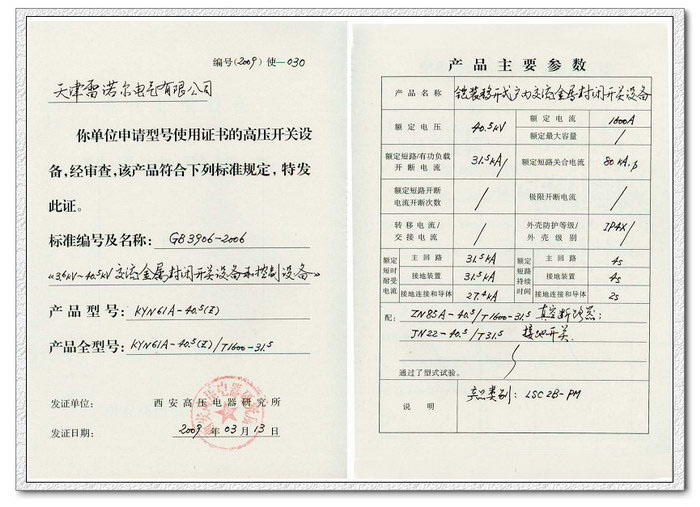 编号(2009)使—030
天津雷诺尔电气有限公司
你单位申请型号使用证书的高压开关设
备,经审查,该产品符合下列标准规定,特发
此证。
标准编号及名称: GB3906-2006
《3.6kV~40.5kV交流金属封闭开关设备和控制设备》
产品型号: KYN61A-40.5(Z)
产品全型号: KYN61A-40.5(Z)/T1600-31.5
发证单位: 西安高压电器研究所
发证日期: 2009 年 03 月 13 日
产品主要参数
产品名称 铠装移开式户内交流金属封闭开关设备
额定电压 40.5kV 额定电流 1600A
额定最大容量 /
额定短路/有功负载开断电流 31.5kA/ 额定短路关合电流 80kA,p
额定短路开断电流开断次数 / 极限开断电流 /
转移电流/交接电流 / 外壳防护等级/外壳级别 IP4X/
额定短时耐受电流 主回路 31.5kA 额定短路持续时间 主回路 4s
接地装置 31.5kA 接地装置 4s
接地连接和导体 27.4kA 接地连接和导体 2s
配: ZN85A-40.5/T1600-31.5 真空断路器;
JN22-40.5/T31.5 接地开关
通过了型式试验。
说明 类别: LSC2B-PM